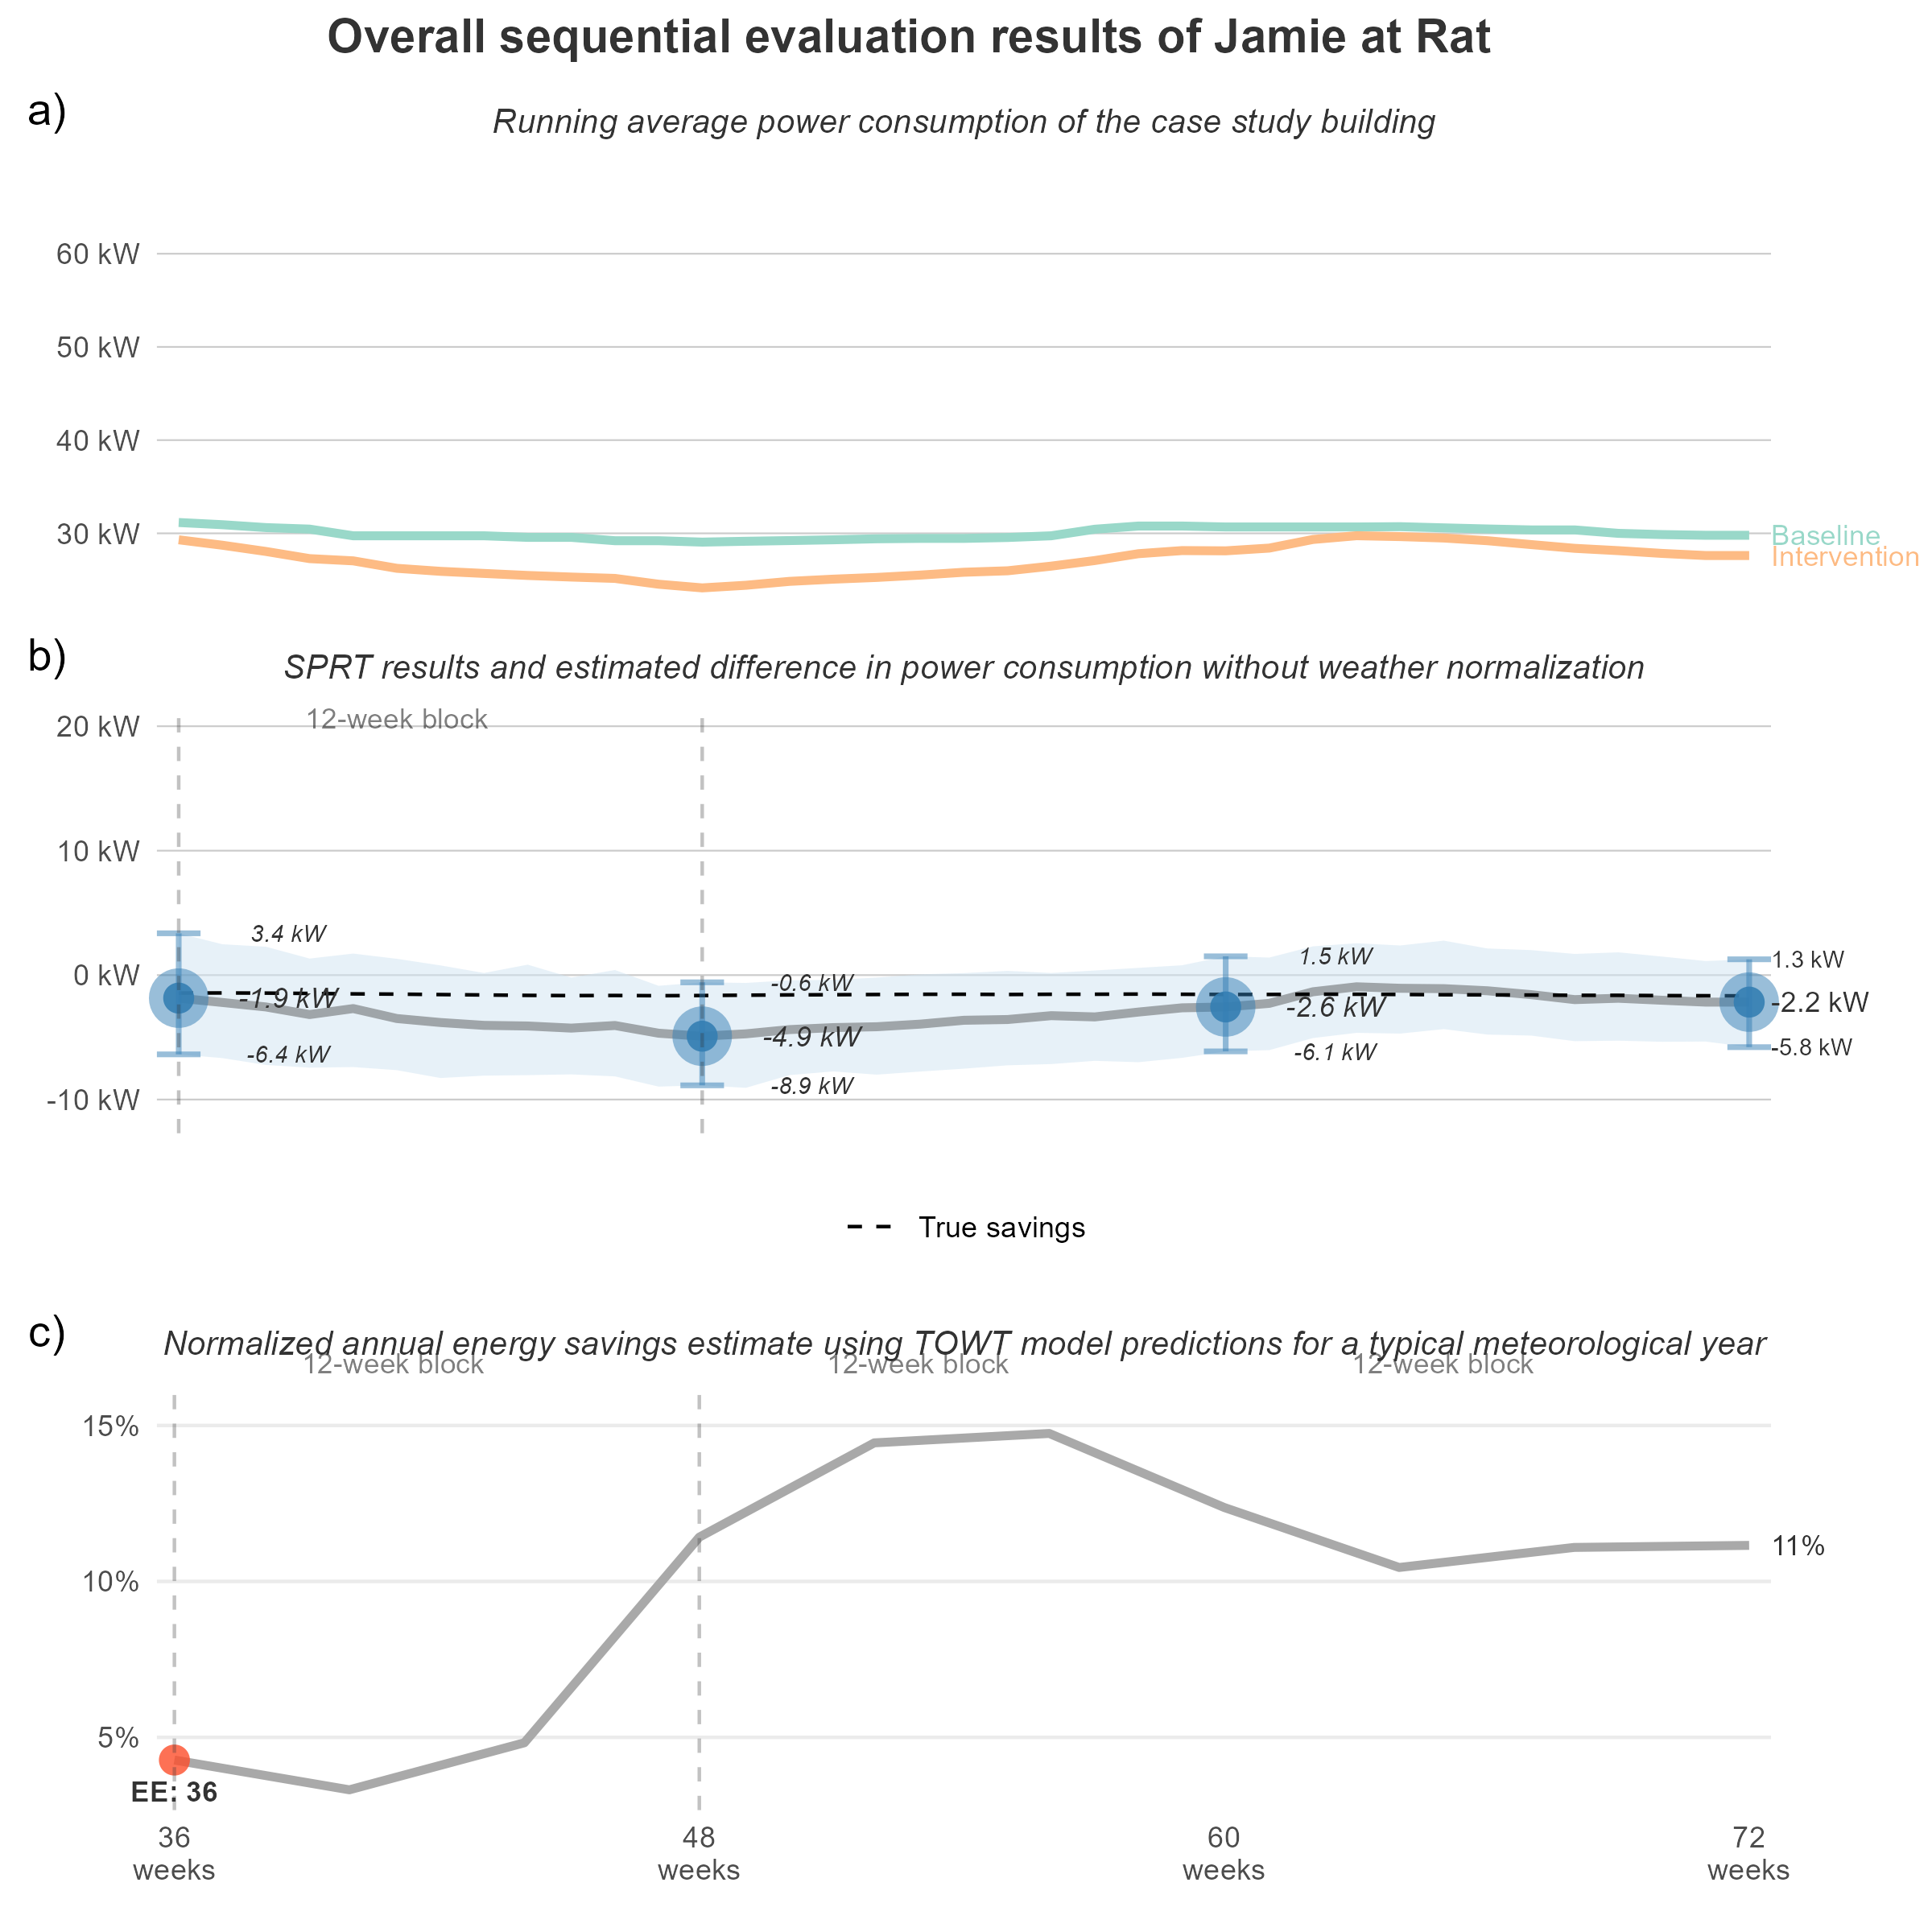 Overall sequential evaluation results of Jamie at Rat
a)
Running average power consumption of the case study building
60 kW
50 kW
40 kW
30 kW
Baseline
Intervention
b)
SPRT results and estimated difference in power consumption without weather normalization
12-week block
20 kW
10 kW
0 kW
-10 kW
3.4 kW
-1.9 kW
-6.4 kW
-0.6 kW
-4.9 kW
-8.9 kW
1.5 kW
-2.6 kW
-6.1 kW
1.3 kW
-2.2 kW
-5.8 kW
True savings
c)
Normalized annual energy savings estimate using TOWT model predictions for a typical meteorological year
12-week block
12-week block
12-week block
15%
10%
5%
11%
EE: 36
36
weeks
48
weeks
60
weeks
72
weeks